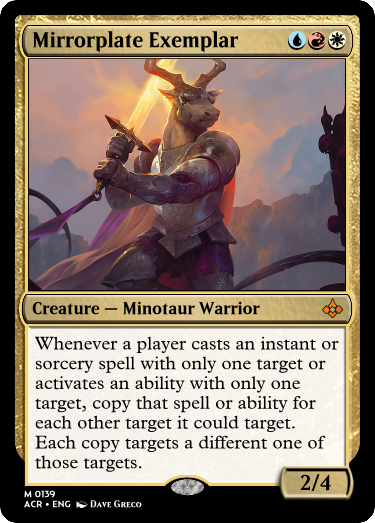 Mirrorplate Exemplar
Creature — Minotaur Warrior
Whenever a player casts an instant or
sorcery spell with only one target or
activates an ability with only one
target, copy that spell or ability for
each other target it could target.
Each copy targets a different one of
those targets.
2/4
M 0139
ACR • ENG Dave Greco